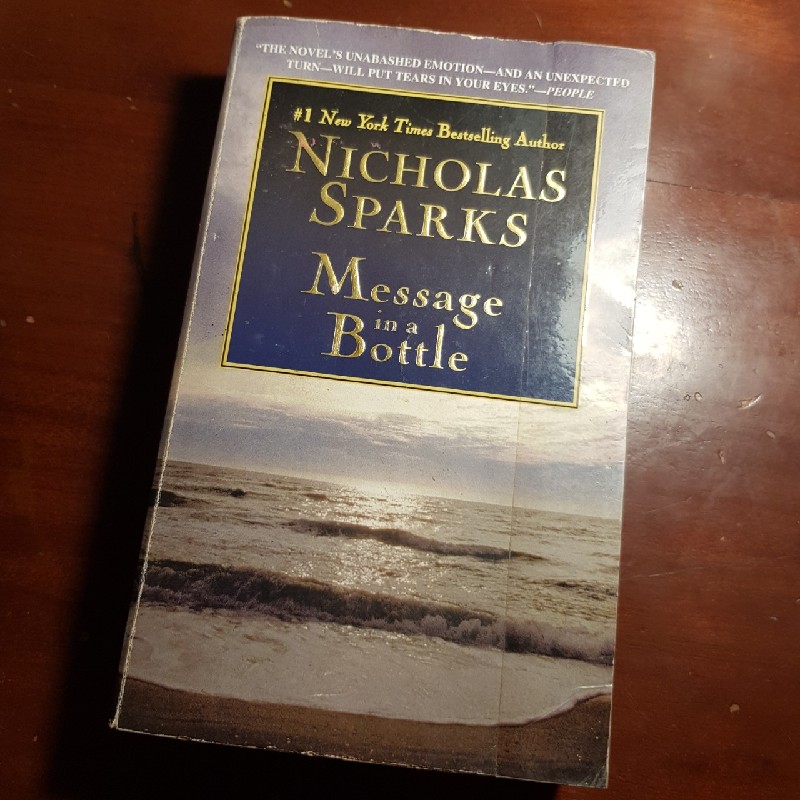 "THE NOVEL'S UNABASHED EMOTION—AND AN UNEXPECTED
TURN—WILL PUT TEARS IN YOUR EYES."—PEOPLE
#1 New York Times Bestselling Author
NICHOLAS
SPARKS
Message
in a
Bottle